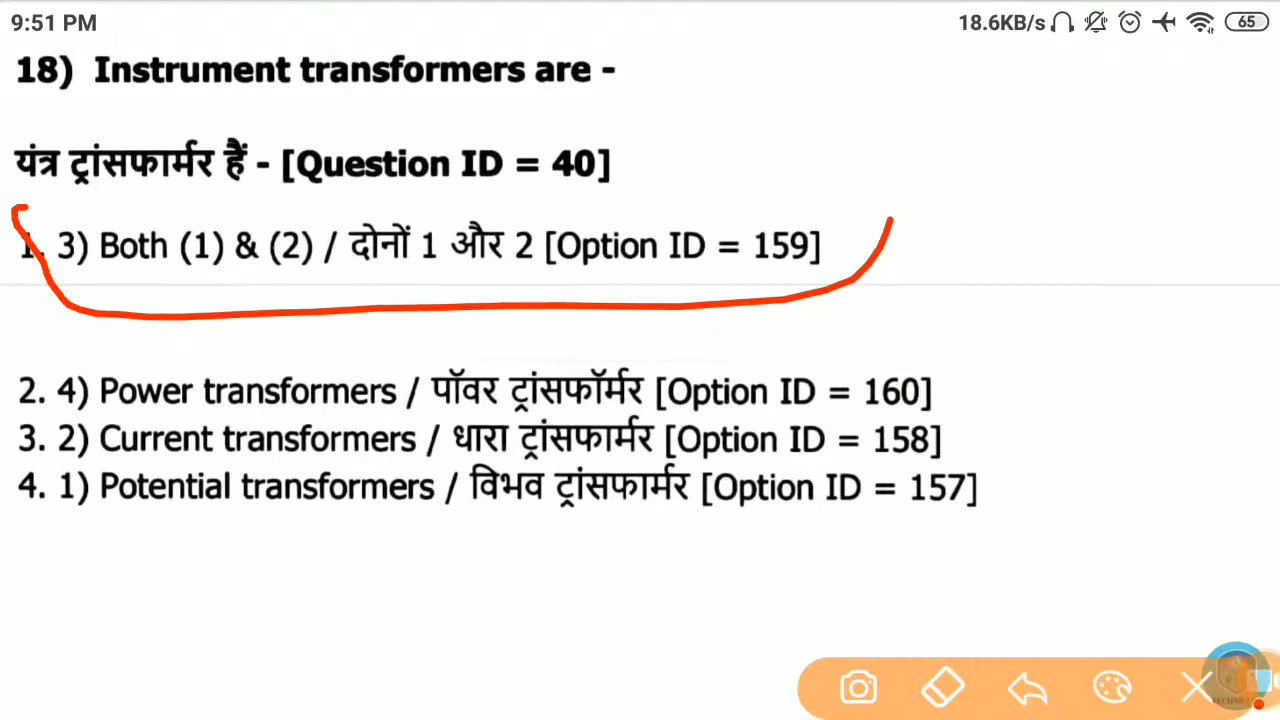 9:51 PM 18.6KB/s 65
18) Instrument transformers are -
यंत्र ट्रांसफार्मर हैं - [Question ID = 40]
1. 3) Both (1) & (2) / दोनों 1 और 2 [Option ID = 159]
2. 4) Power transformers / पॉवर ट्रांसफॉर्मर [Option ID = 160]
3. 2) Current transformers / धारा ट्रांसफार्मर [Option ID = 158]
4. 1) Potential transformers / विभव ट्रांसफार्मर [Option ID = 157]